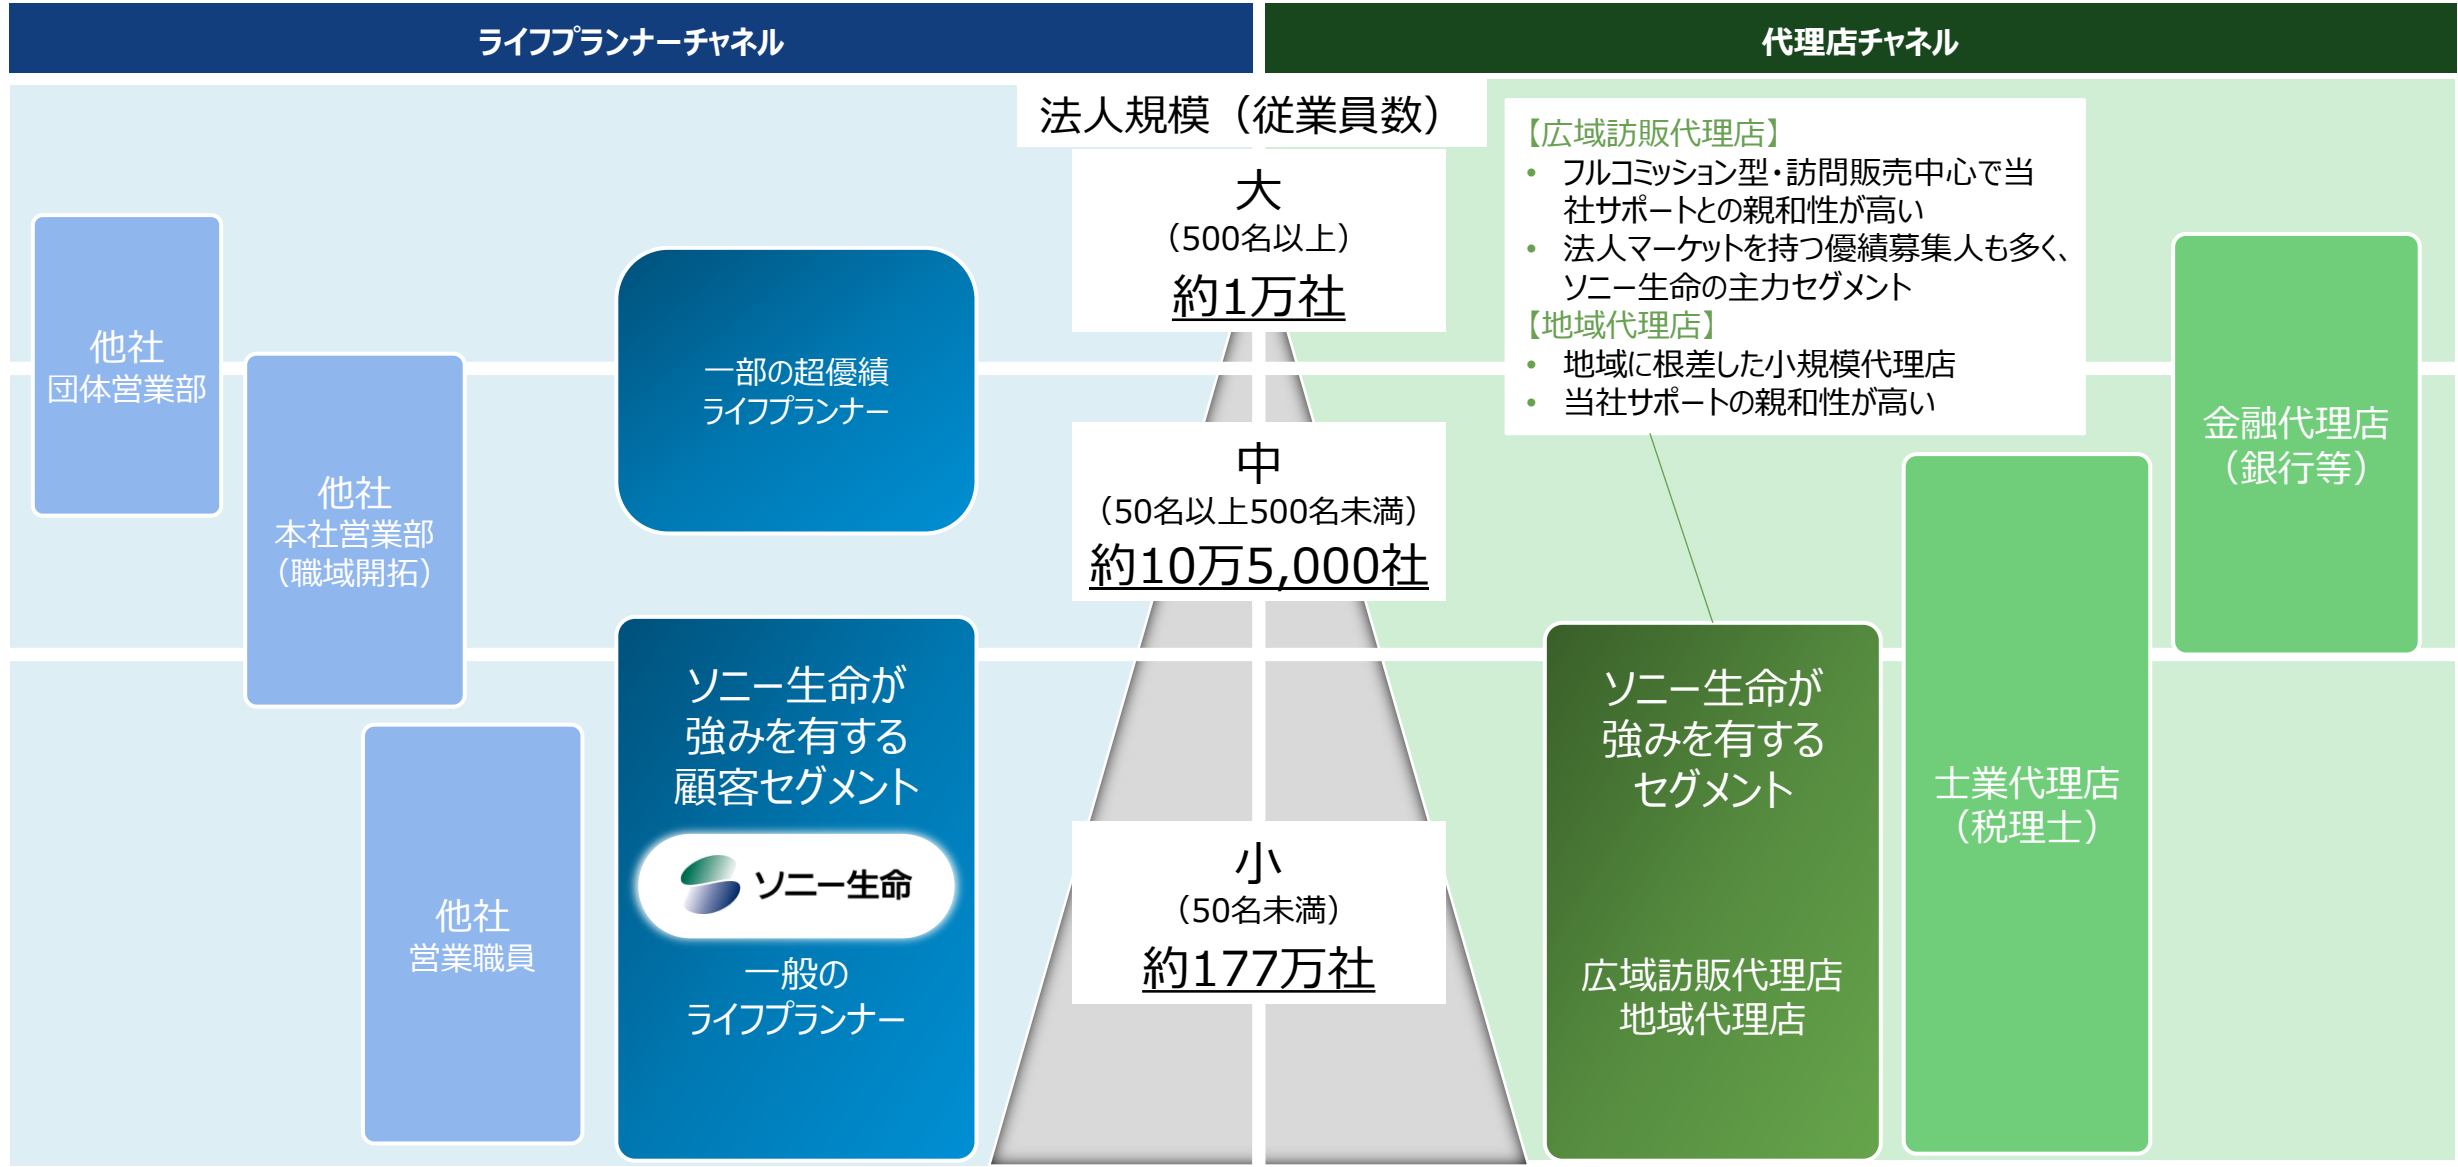 ライフプランナーチャネル
代理店チャネル
法人規模（従業員数）
大
（500名以上）
約1万社
中
（50名以上500名未満）
約10万5,000社
小
（50名未満）
約177万社
他社
団体営業部
他社
本社営業部
（職域開拓）
他社
営業職員
一部の超優績
ライフプランナー
ソニー生命が
強みを有する
顧客セグメント
ソニー生命
一般の
ライフプランナー
【広域訪販代理店】
• フルコミッション型・訪問販売中心で当
社サポートとの親和性が高い
• 法人マーケットを持つ優績募集人も多く、
ソニー生命の主力セグメント
【地域代理店】
• 地域に根差した小規模代理店
• 当社サポートの親和性が高い
ソニー生命が
強みを有する
セグメント
広域訪販代理店
地域代理店
士業代理店
（税理士）
金融代理店
（銀行等）